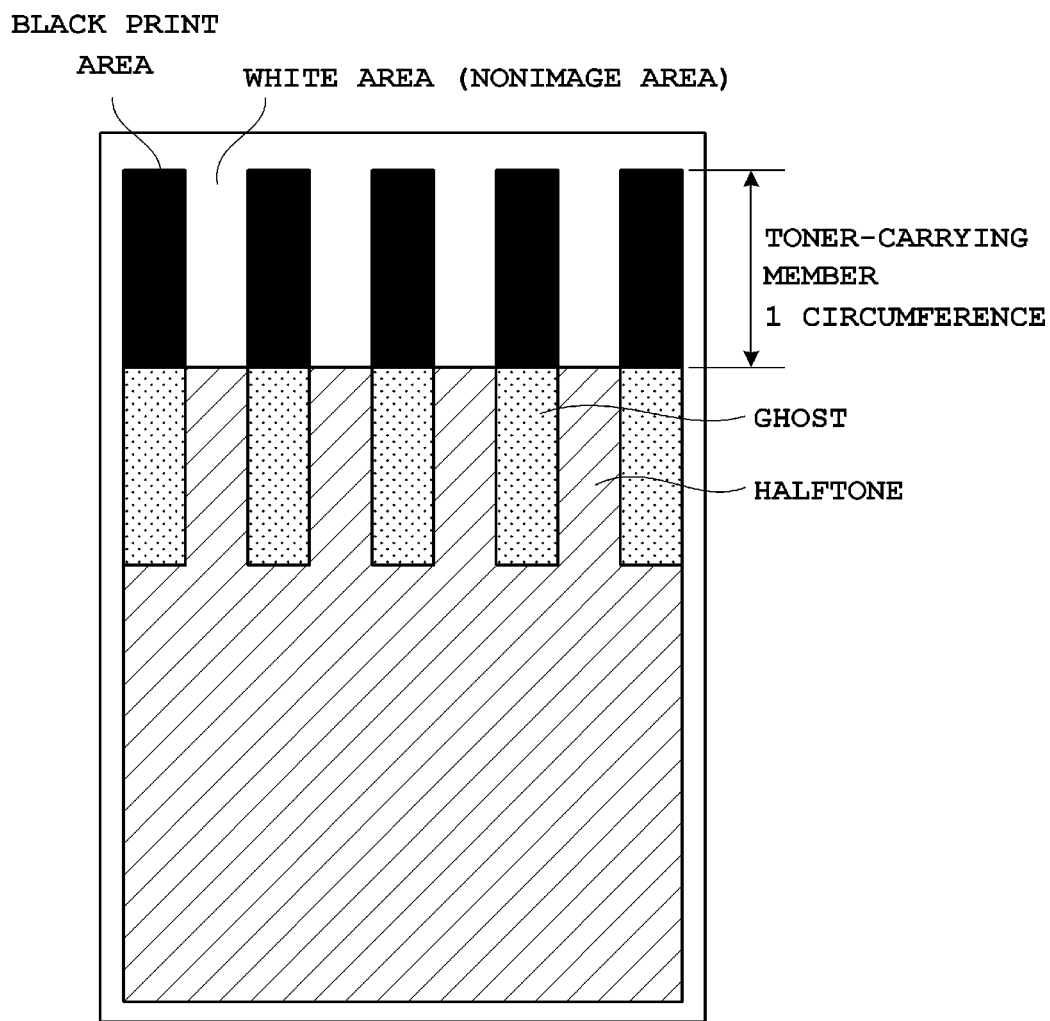 BLACK PRINT
AREA
WHITE AREA (NONIMAGE AREA)
TONER-CARRYING
MEMBER
1 CIRCUMFERENCE
GHOST
HALFTONE